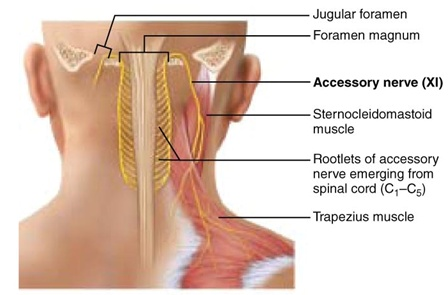 Jugular foramen
Foramen magnum
Accessory nerve (XI)
Sternocleidomastoid
muscle
Rootlets of accessory
nerve emerging from
spinal cord (C₁–C₅)
Trapezius muscle